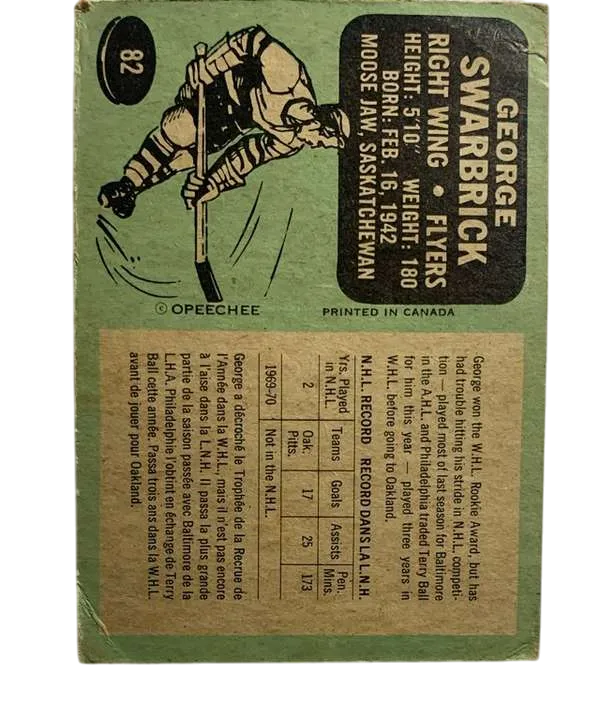 GEORGE
SWARBRICK
RIGHT WING • FLYERS
HEIGHT: 5'10" WEIGHT: 180
BORN: FEB. 16, 1942
MOOSE JAW, SASKATCHEWAN
82
© OPEECHEE
PRINTED IN CANADA
George won the W.H.L. Rookie Award, but has
had trouble hitting his stride in N.H.L. competi-
tion — played most of last season for Baltimore
in the A.H.L. and Philadelphia traded Terry Ball
for him this year — played three years in
W.H.L. before going to Oakland.
N.H.L. RECORD RECORD DANS LA L.N.H.
Yrs. Played in N.H.L. Teams Goals Assists Pen. Mins.
2 Oak. Pitts. 17 25 173
1969-70 Not in the N.H.L.
George a décroché le Trophée de la Recrue de
l'Année dans la W.H.L., mais il n'est pas encore
à l'aise dans la L.N.H. Il passa la plus grande
partie de la saison passée avec Baltimore de la
L.H.A. Philadelphie l'obtint en échange de Terry
Ball cette année. Passa trois ans dans la W.H.L.
avant de jouer pour Oakland.